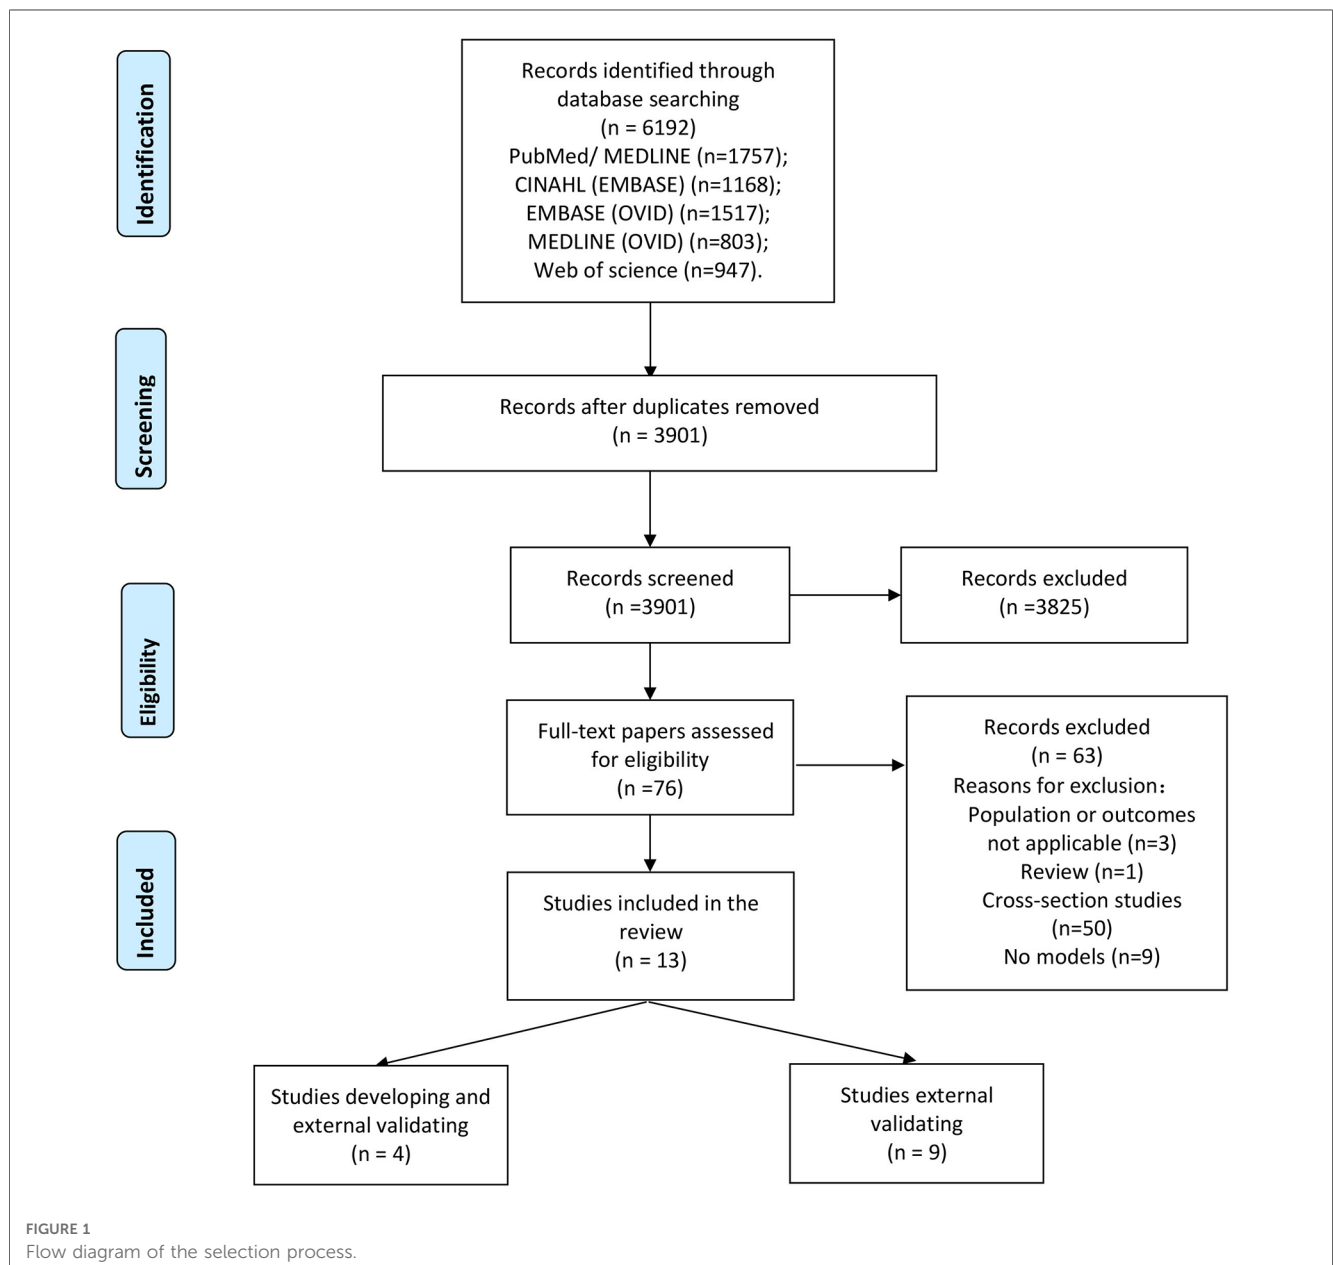 Identification
Records identified through
database searching
(n = 6192)
PubMed/ MEDLINE (n=1757);
CINAHL (EMBASE) (n=1168);
EMBASE (OVID) (n=1517);
MEDLINE (OVID) (n=803);
Web of science (n=947).
Screening
Records after duplicates removed
(n = 3901)
Eligibility
Records screened
(n =3901)
Records excluded
(n =3825)
Full-text papers assessed
for eligibility
(n =76)
Records excluded
(n = 63)
Reasons for exclusion：
Population or outcomes
not applicable (n=3)
Review (n=1)
Cross-section studies
(n=50)
No models (n=9)
Included
Studies included in the
review
(n = 13)
Studies developing and
external validating
(n = 4)
Studies external
validating
(n = 9)
FIGURE 1
Flow diagram of the selection process.